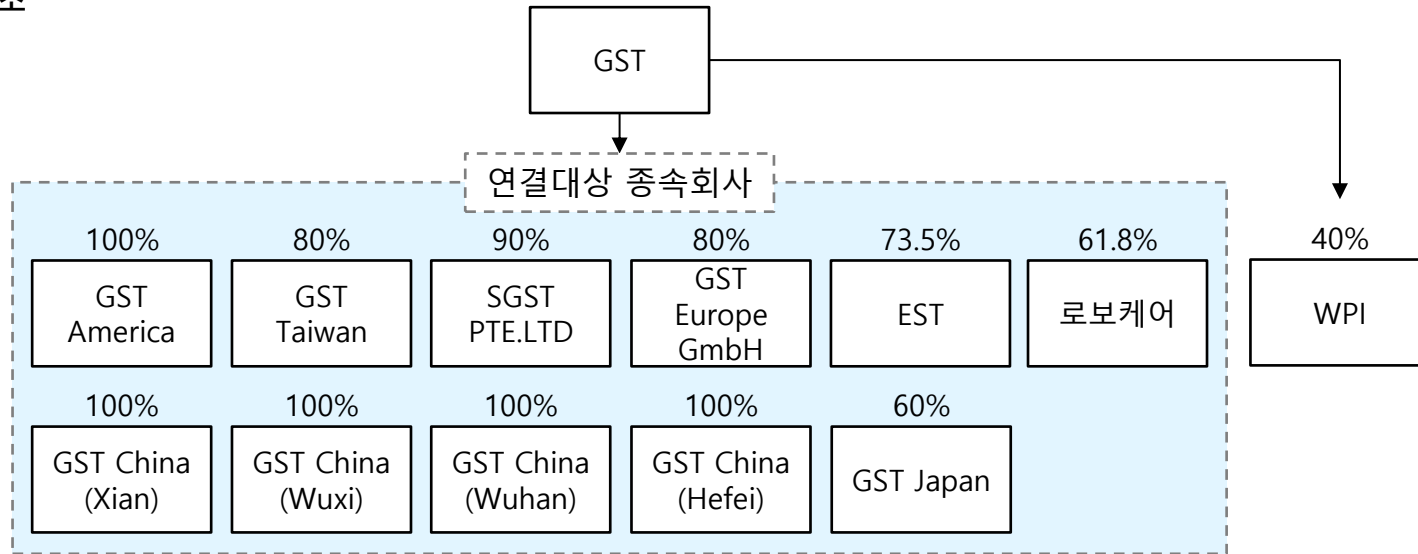 조
GST
연결대상 종속회사
100%
80%
90%
80%
73.5%
61.8%
40%
GST
America
GST
Taiwan
SGST
PTE.LTD
GST
Europe
GmbH
EST
로보케어
WPI
100%
100%
100%
100%
60%
GST China
(Xian)
GST China
(Wuxi)
GST China
(Wuhan)
GST China
(Hefei)
GST Japan